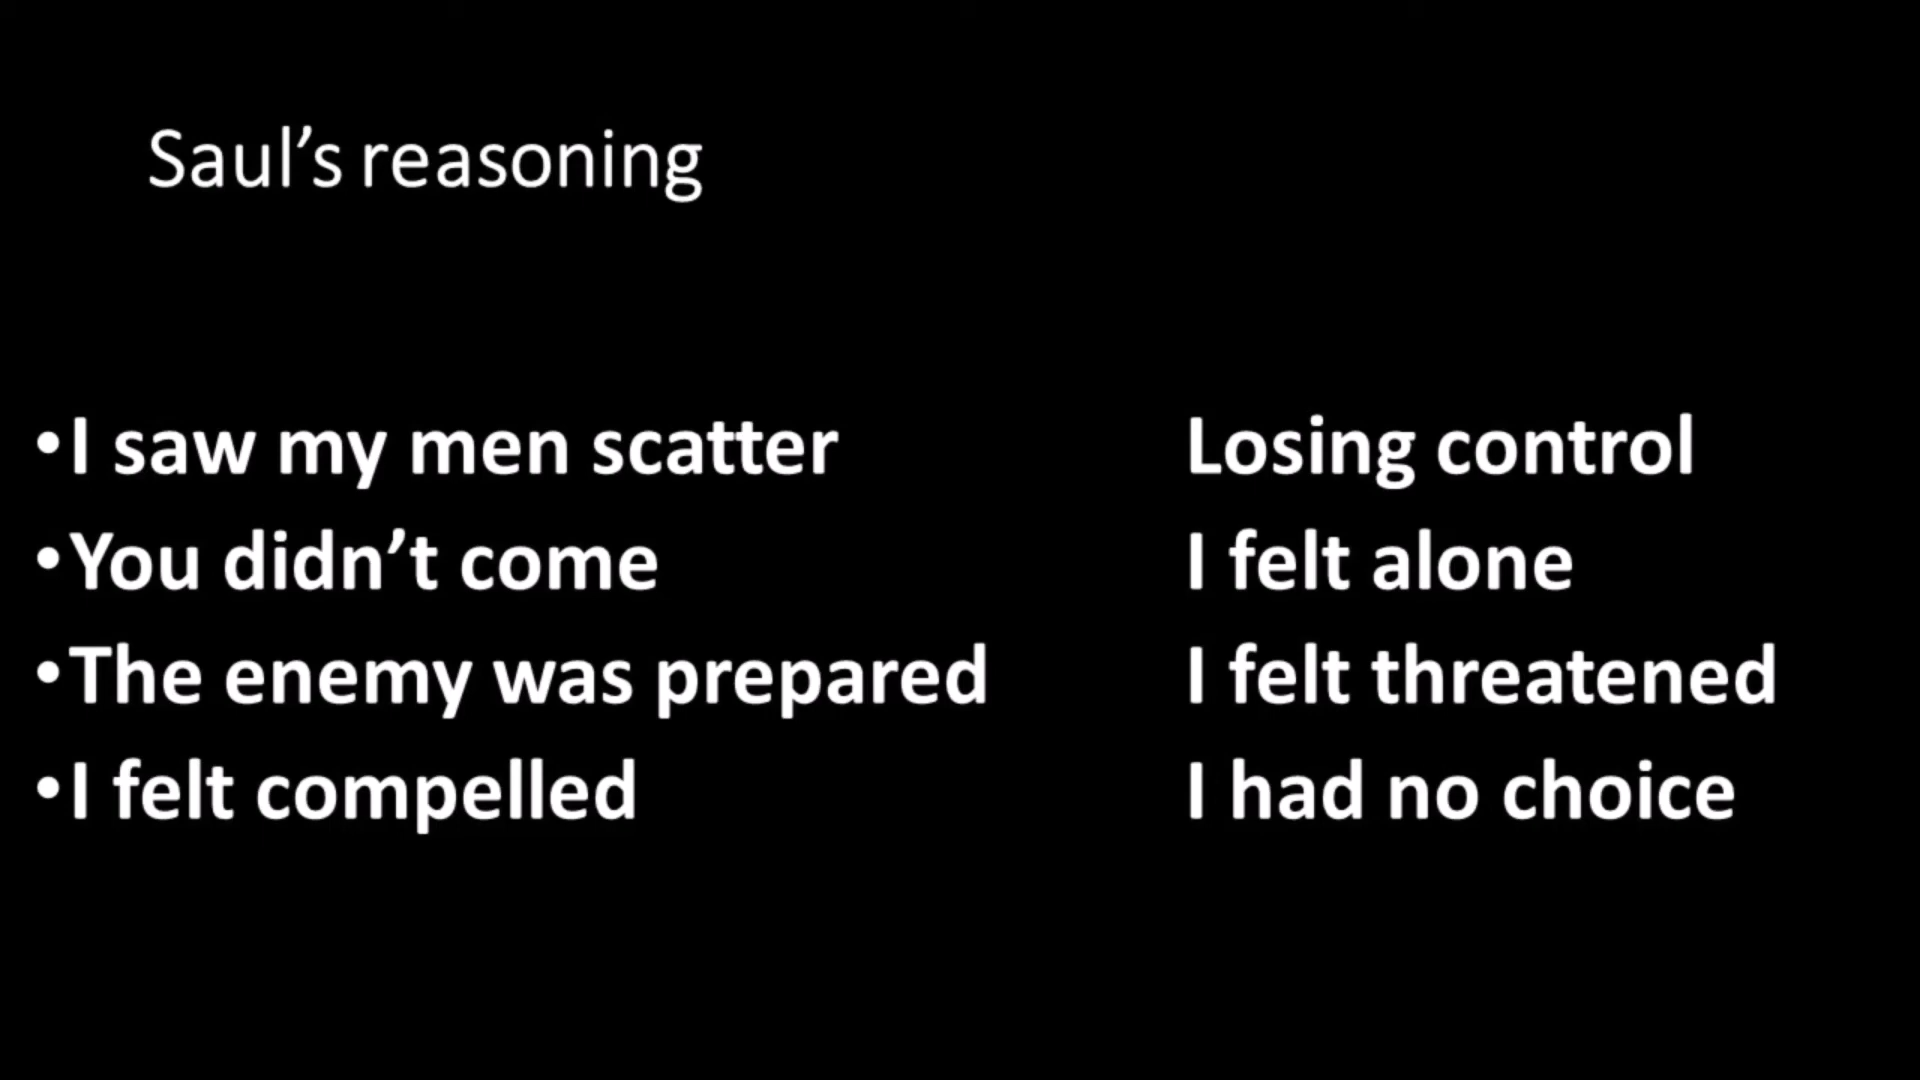 Saul’s reasoning
•I saw my men scatter Losing control
•You didn’t come I felt alone
•The enemy was prepared I felt threatened
•I felt compelled I had no choice